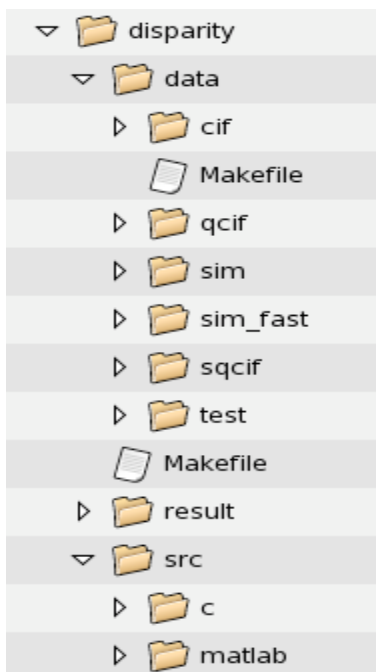 disparity
data
cif
Makefile
qcif
sim
sim_fast
sqcif
test
Makefile
result
src
c
matlab